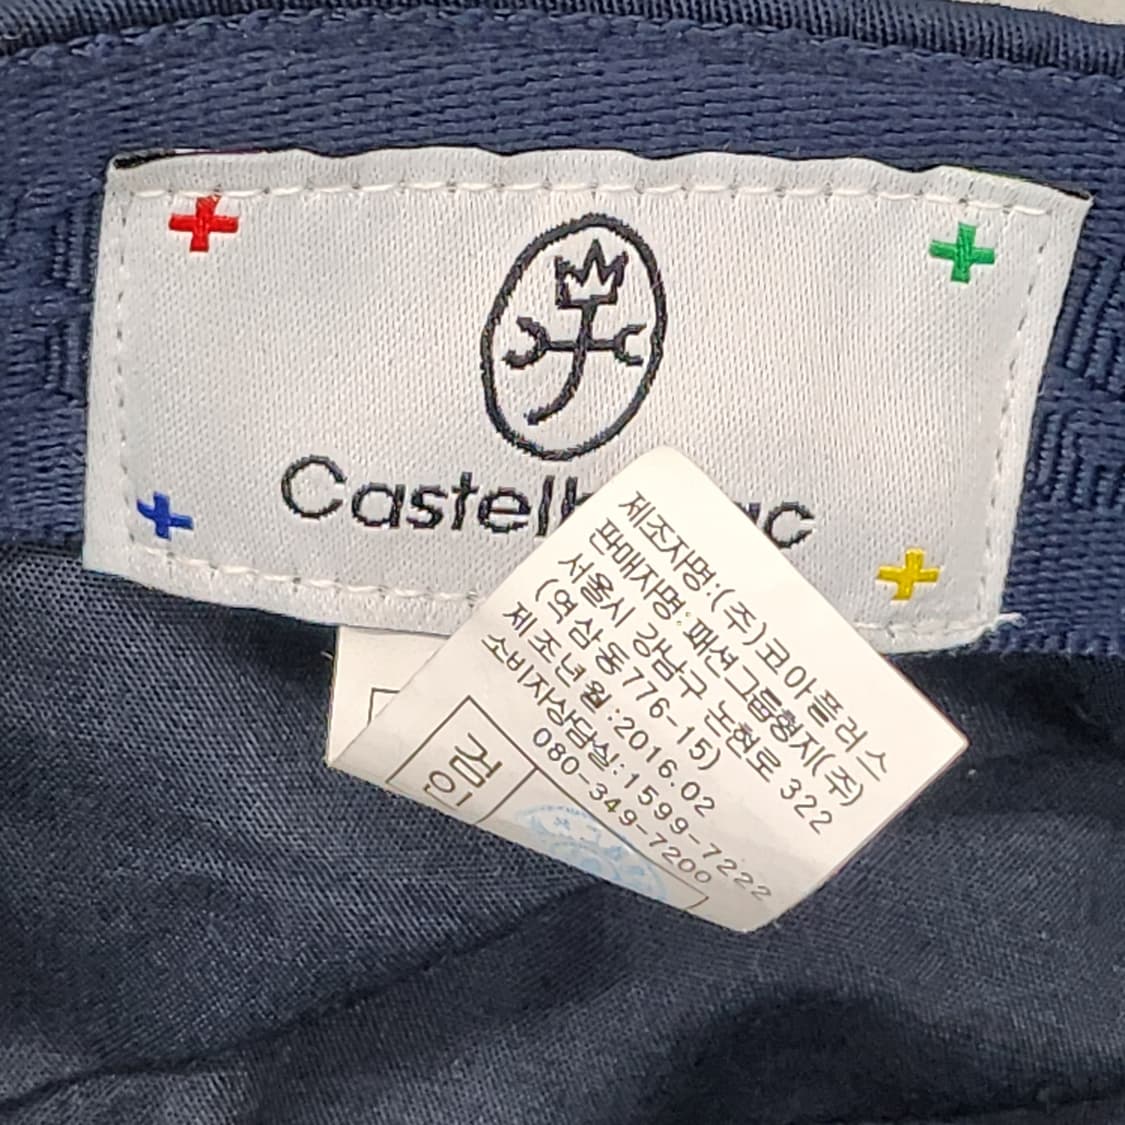 제조자명:(주)코아플러스
판매자명:패션그룹형지(주)
서울시 강남구 논현로 322
(역삼동776-15)
제조년월:2016.02
소비자상담실:1599-7222
080-349-7200
검
인